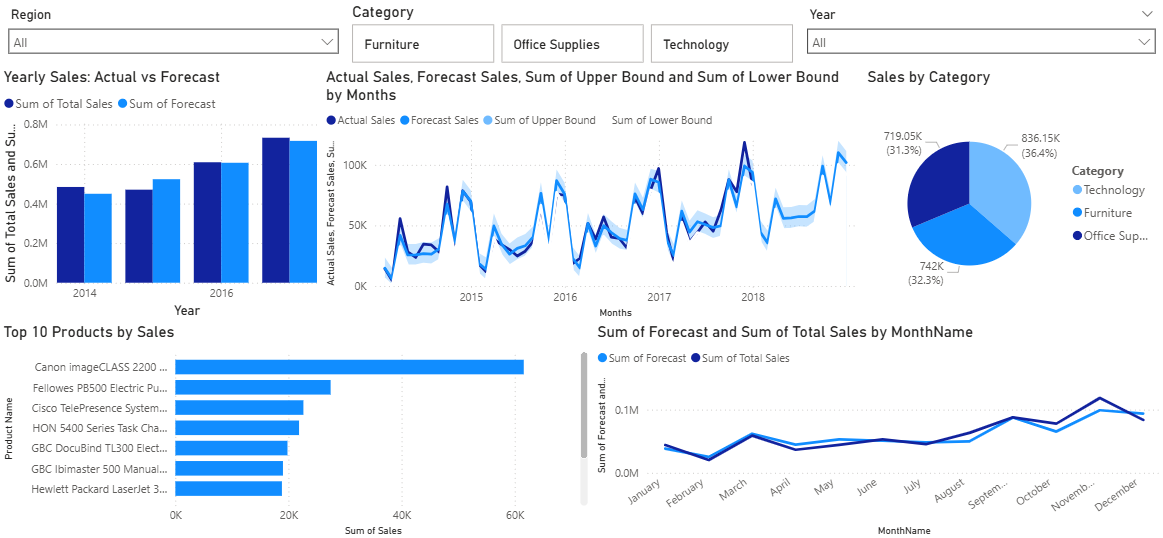 Region
All
Category
Furniture
Office Supplies
Technology
Year
All
Yearly Sales: Actual vs Forecast
Sum of Total Sales
Sum of Forecast
Sum of Total Sales and Su...
0.8M
0.6M
0.4M
0.2M
0.0M
2014
2016
Year
Actual Sales, Forecast Sales, Sum of Upper Bound and Sum of Lower Bound
by Months
Actual Sales
Forecast Sales
Sum of Upper Bound
Sum of Lower Bound
Actual Sales, Forecast Sales, Su...
100K
50K
0K
2015
2016
2017
2018
Months
Sales by Category
719.05K
(31.3%)
836.15K
(36.4%)
742K
(32.3%)
Category
Technology
Furniture
Office Sup...
Top 10 Products by Sales
Product Name
Canon imageCLASS 2200 ...
Fellowes PB500 Electric Pu...
Cisco TelePresence System...
HON 5400 Series Task Cha...
GBC DocuBind TL300 Elect...
GBC Ibimaster 500 Manual...
Hewlett Packard LaserJet 3...
0K
20K
40K
60K
Sum of Sales
Sum of Forecast and Sum of Total Sales by MonthName
Sum of Forecast
Sum of Total Sales
Sum of Forecast and...
0.1M
0.0M
January
February
March
April
May
June
July
August
Septem...
October
Novemb...
December
MonthName